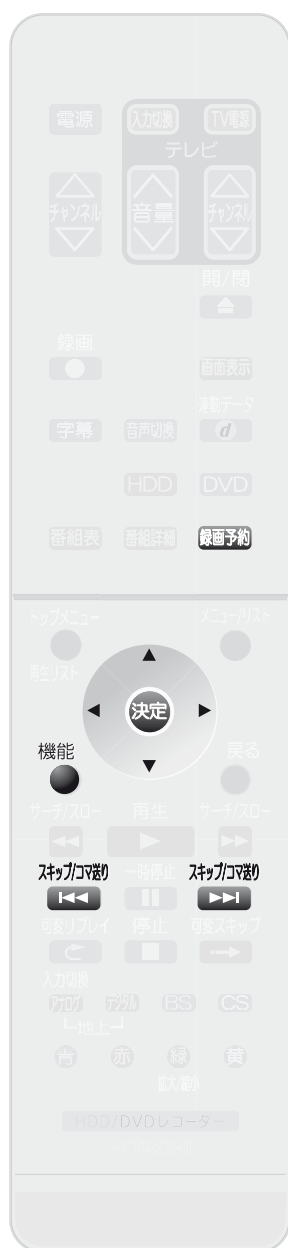 電源 入力切換 TV電源
テレビ
チャンネル 音量 チャンネル
開/閉
録画
画面表示
連動データ
字幕 音声切換 d
HDD DVD
番組表 番組詳細 録画予約
トップメニュー メニュー/リスト
再生リスト
決定
機能 戻る
サーチ/スロー 再生 サーチ/スロー
スキップ/コマ送り 一時停止 スキップ/コマ送り
可変リプレイ 停止 可変スキップ
入力切換
アナログ デジタル BS CS
地上
青 赤 緑 黄
拡大/縮小
HDD/DVDレコーダー